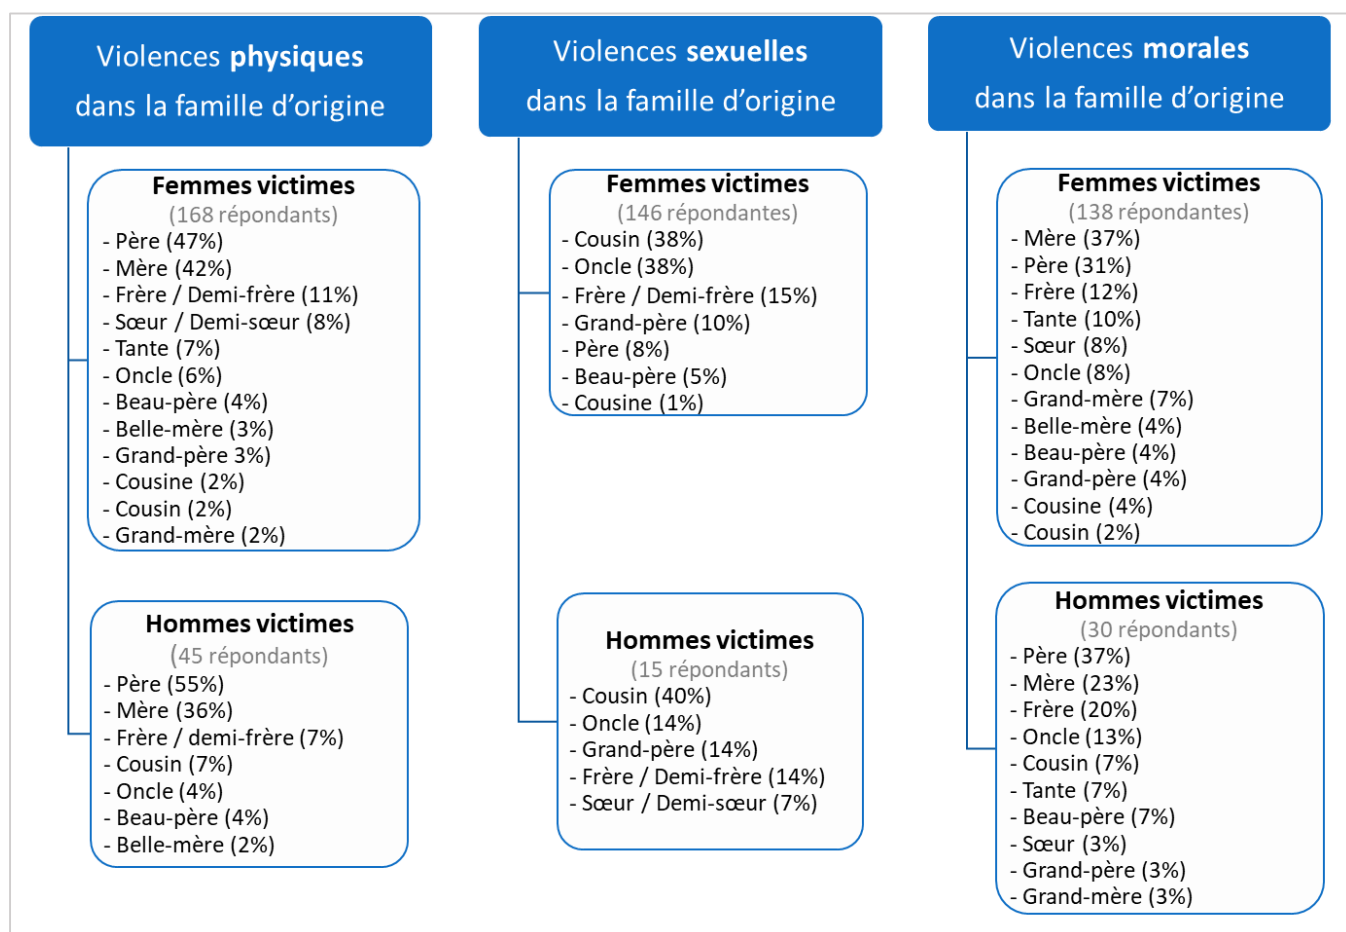 Violences physiques
dans la famille d'origine
Femmes victimes
(168 répondants)
- Père (47%)
- Mère (42%)
- Frère / Demi-frère (11%)
- Sœur / Demi-sœur (8%)
- Tante (7%)
- Oncle (6%)
- Beau-père (4%)
- Belle-mère (3%)
- Grand-père 3%)
- Cousine (2%)
- Cousin (2%)
- Grand-mère (2%)
Hommes victimes
(45 répondants)
- Père (55%)
- Mère (36%)
- Frère / demi-frère (7%)
- Cousin (7%)
- Oncle (4%)
- Beau-père (4%)
- Belle-mère (2%)
Violences sexuelles
dans la famille d'origine
Femmes victimes
(146 répondantes)
- Cousin (38%)
- Oncle (38%)
- Frère / Demi-frère (15%)
- Grand-père (10%)
- Père (8%)
- Beau-père (5%)
- Cousine (1%)
Hommes victimes
(15 répondants)
- Cousin (40%)
- Oncle (14%)
- Grand-père (14%)
- Frère / Demi-frère (14%)
- Sœur / Demi-sœur (7%)
Violences morales
dans la famille d'origine
Femmes victimes
(138 répondantes)
- Mère (37%)
- Père (31%)
- Frère (12%)
- Tante (10%)
- Sœur (8%)
- Oncle (8%)
- Grand-mère (7%)
- Belle-mère (4%)
- Beau-père (4%)
- Grand-père (4%)
- Cousine (4%)
- Cousin (2%)
Hommes victimes
(30 répondants)
- Père (37%)
- Mère (23%)
- Frère (20%)
- Oncle (13%)
- Cousin (7%)
- Tante (7%)
- Beau-père (7%)
- Sœur (3%)
- Grand-père (3%)
- Grand-mère (3%)